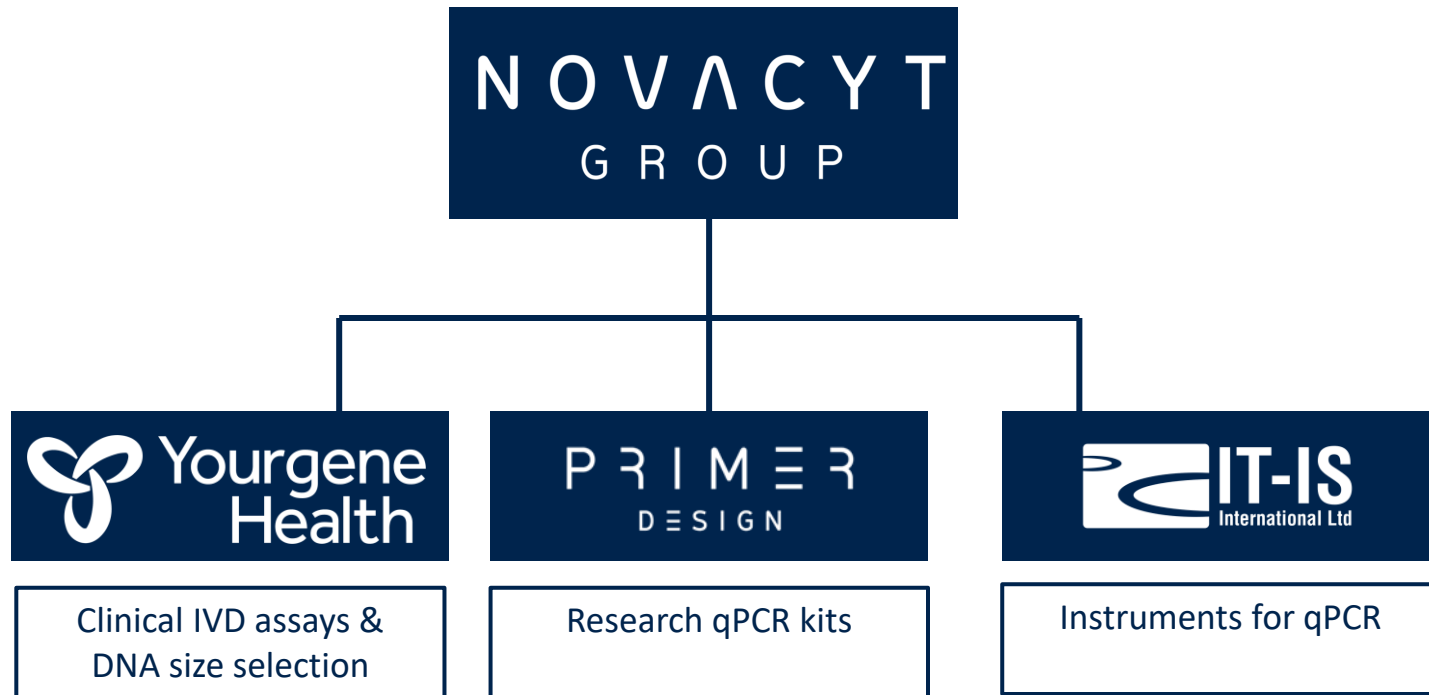 NOVACYT
GROUP
Yourgene
Health
PRIMER
DESIGN
IT-IS
International Ltd
Clinical IVD assays &
DNA size selection
Research qPCR kits
Instruments for qPCR